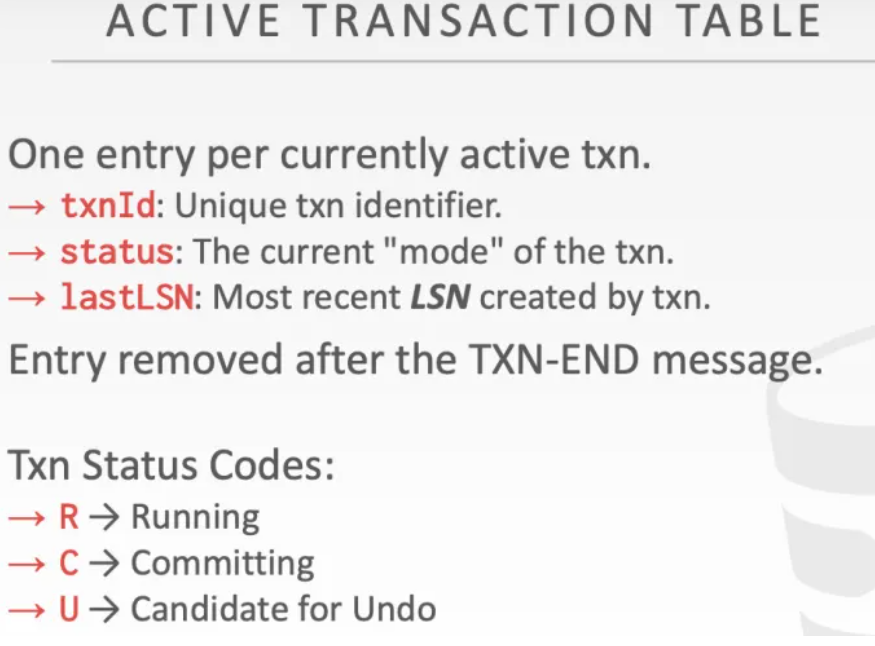 ACTIVE TRANSACTION TABLE
One entry per currently active txn.
→ txnId: Unique txn identifier.
→ status: The current "mode" of the txn.
→ lastLSN: Most recent LSN created by txn.
Entry removed after the TXN-END message.
Txn Status Codes:
→ R → Running
→ C → Committing
→ U → Candidate for Undo